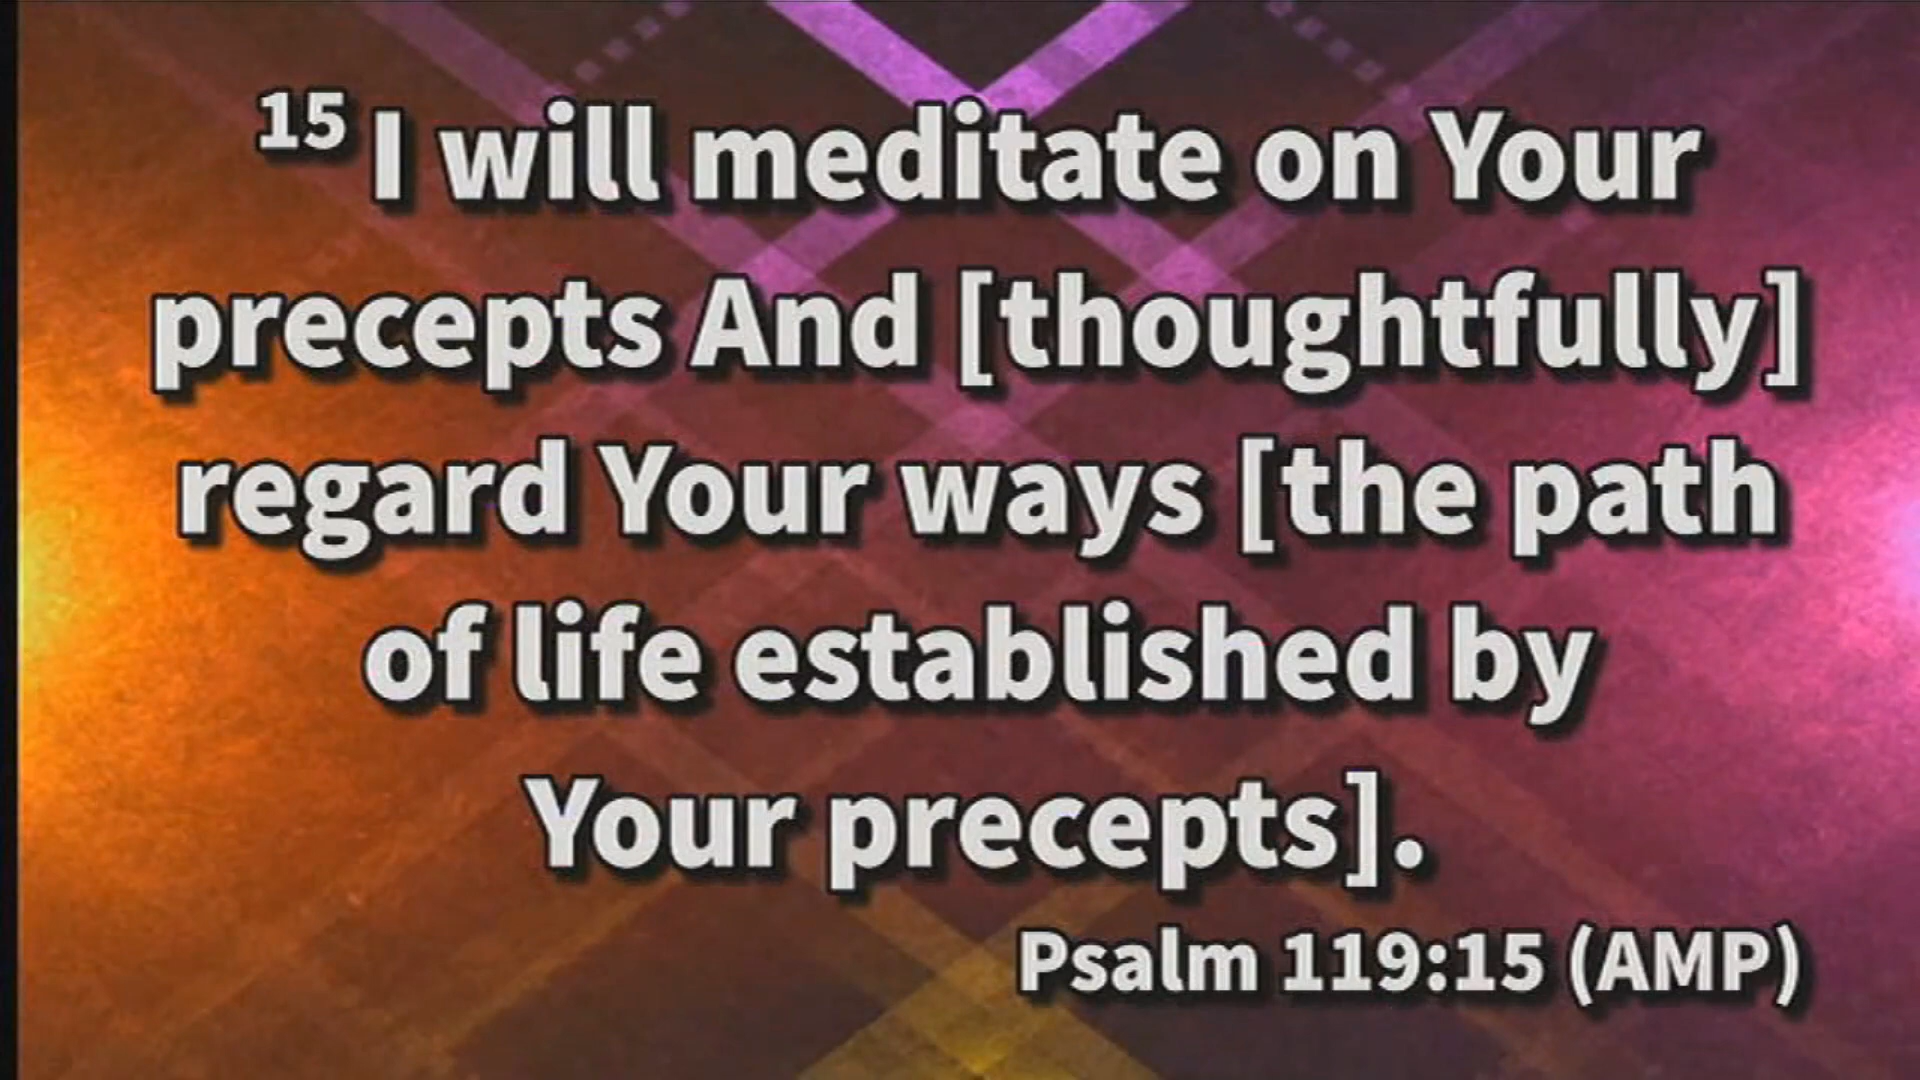 15 I will meditate on Your
precepts And [thoughtfully]
regard Your ways [the path
of life established by
Your precepts].
Psalm 119:15 (AMP)